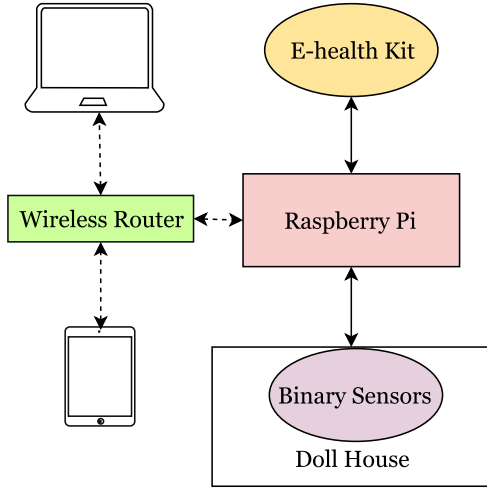 E-health Kit
Wireless Router
Raspberry Pi
Binary Sensors
Doll House